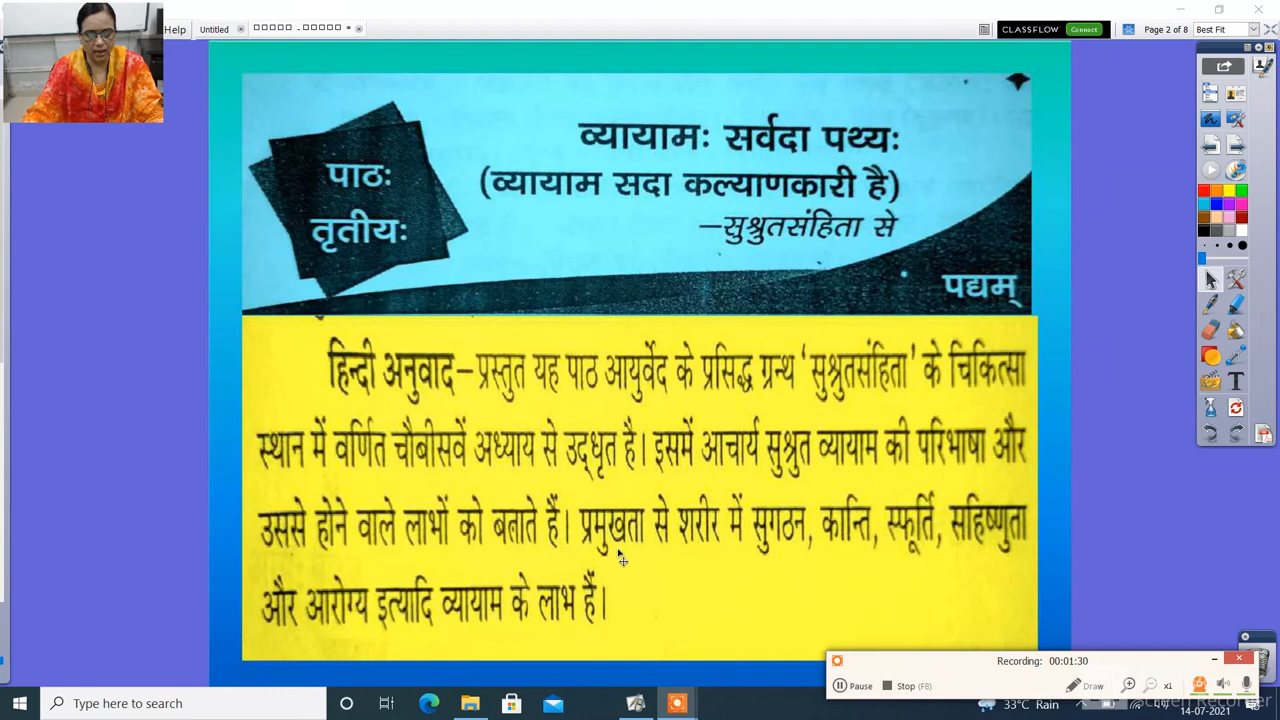 Help
Untitled
CLASSFLOW Connect
Page 2 of 8
Best Fit
पाठः
तृतीयः
व्यायामः सर्वदा पथ्यः
(व्यायाम सदा कल्याणकारी है)
–सुश्रुतसंहिता से
पद्यम्
हिन्दी अनुवाद–प्रस्तुत यह पाठ आयुर्वेद के प्रसिद्ध ग्रन्थ ‘सुश्रुतसंहिता’ के चिकित्सा
स्थान में वर्णित चौबीसवें अध्याय से उद्धृत है। इसमें आचार्य सुश्रुत व्यायाम की परिभाषा और
उससे होने वाले लाभों को बताते हैं। प्रमुखता से शरीर में सुगठन, कान्ति, स्फूर्ति, सहिष्णुता
और आरोग्य इत्यादि व्यायाम के लाभ हैं।
Recording: 00:01:30
Pause
Stop (F8)
Draw
x1
Screen Recorder
Type here to search
33°C Rain
14-07-2021